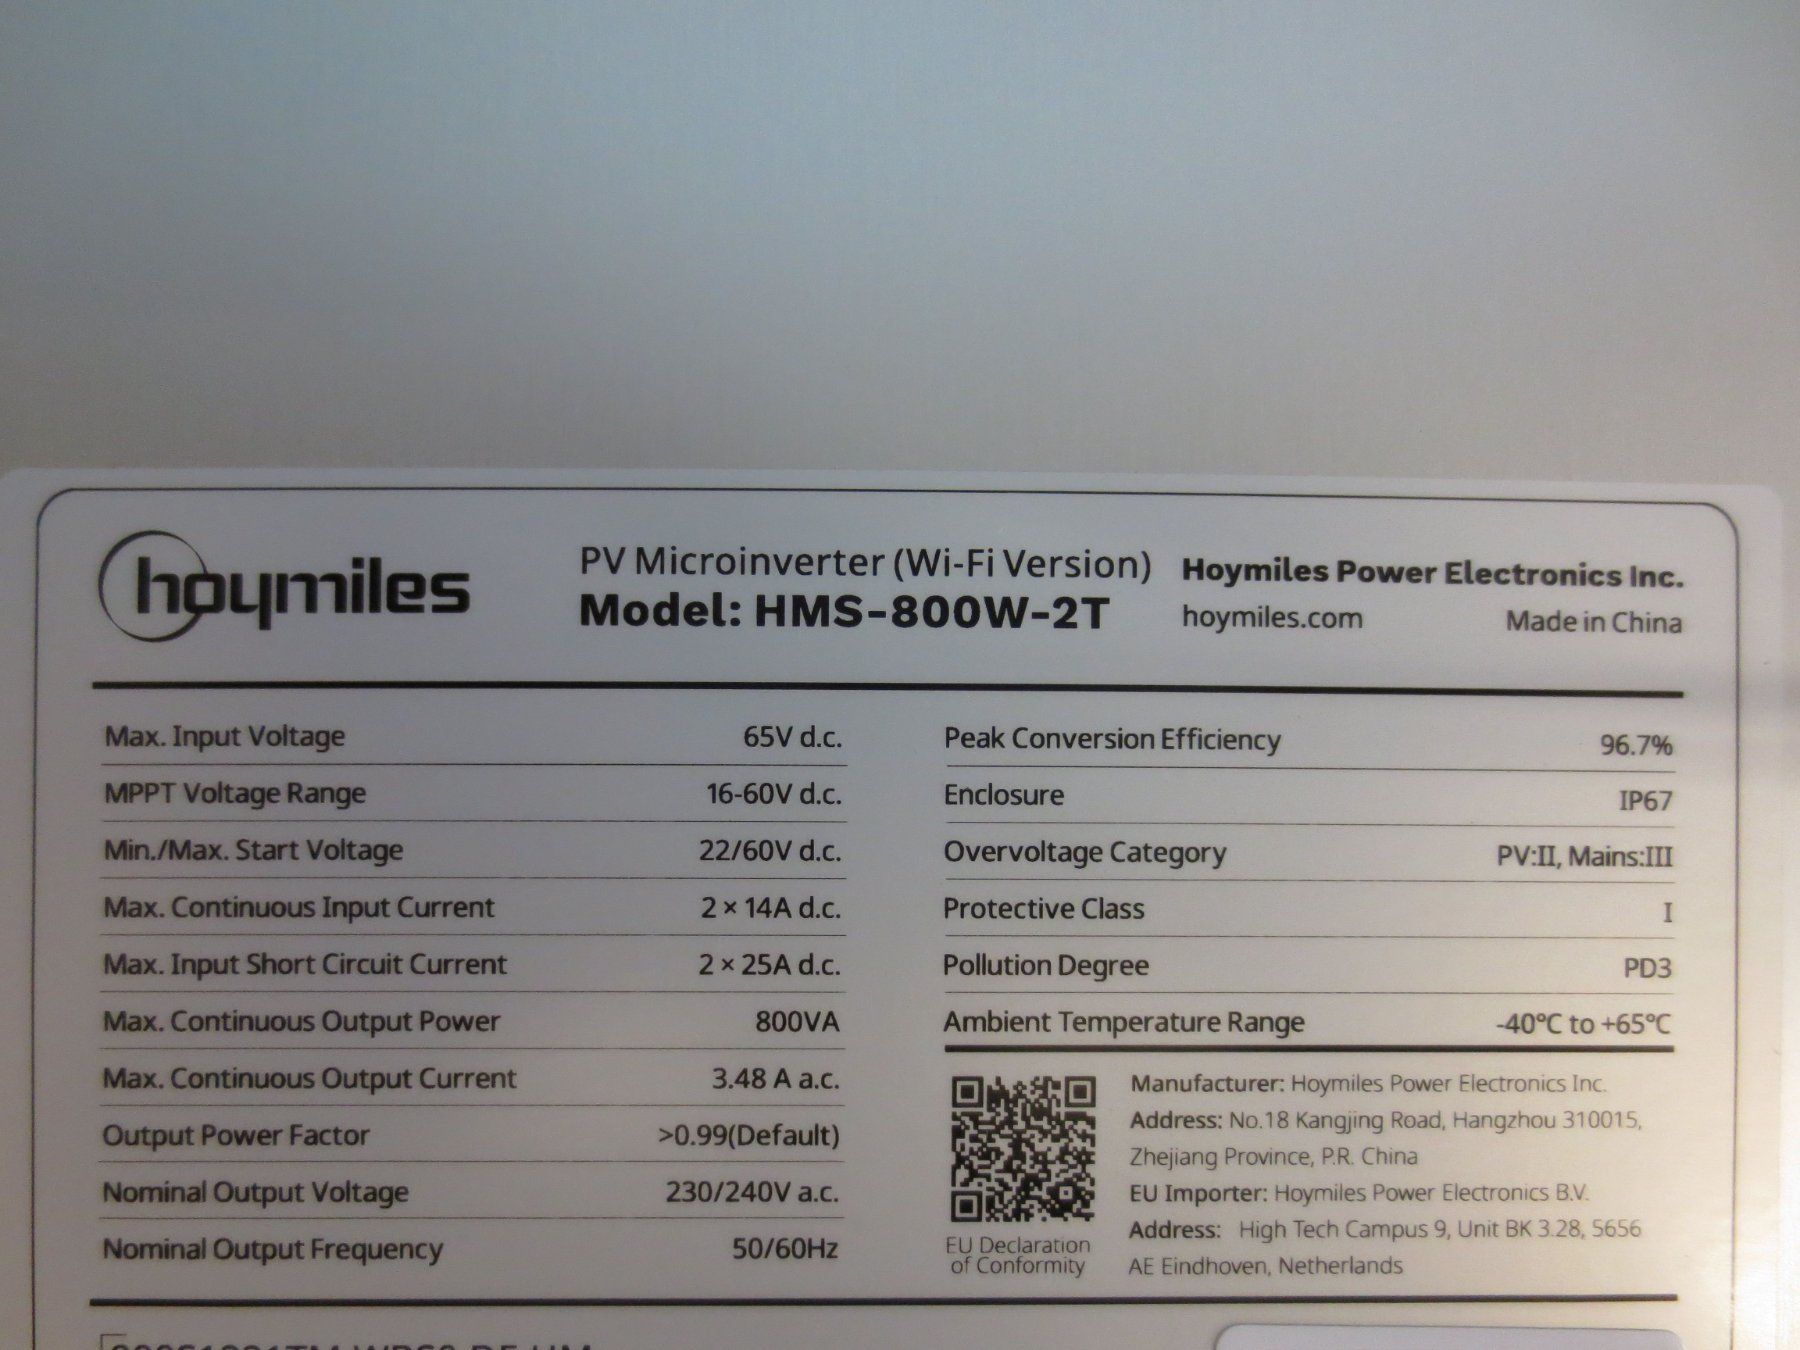 hoymiles
PV Microinverter (Wi-Fi Version)
Model: HMS-800W-2T
Hoymiles Power Electronics Inc.
hoymiles.com Made in China
Max. Input Voltage 65V d.c.
MPPT Voltage Range 16-60V d.c.
Min./Max. Start Voltage 22/60V d.c.
Max. Continuous Input Current 2 × 14A d.c.
Max. Input Short Circuit Current 2 × 25A d.c.
Max. Continuous Output Power 800VA
Max. Continuous Output Current 3.48 A a.c.
Output Power Factor >0.99(Default)
Nominal Output Voltage 230/240V a.c.
Nominal Output Frequency 50/60Hz
Peak Conversion Efficiency 96.7%
Enclosure IP67
Overvoltage Category PV:II, Mains:III
Protective Class I
Pollution Degree PD3
Ambient Temperature Range -40°C to +65°C
EU Declaration
of Conformity
Manufacturer: Hoymiles Power Electronics Inc.
Address: No.18 Kangjing Road, Hangzhou 310015,
Zhejiang Province, P.R. China
EU Importer: Hoymiles Power Electronics B.V.
Address: High Tech Campus 9, Unit BK 3.28, 5656
AE Eindhoven, Netherlands